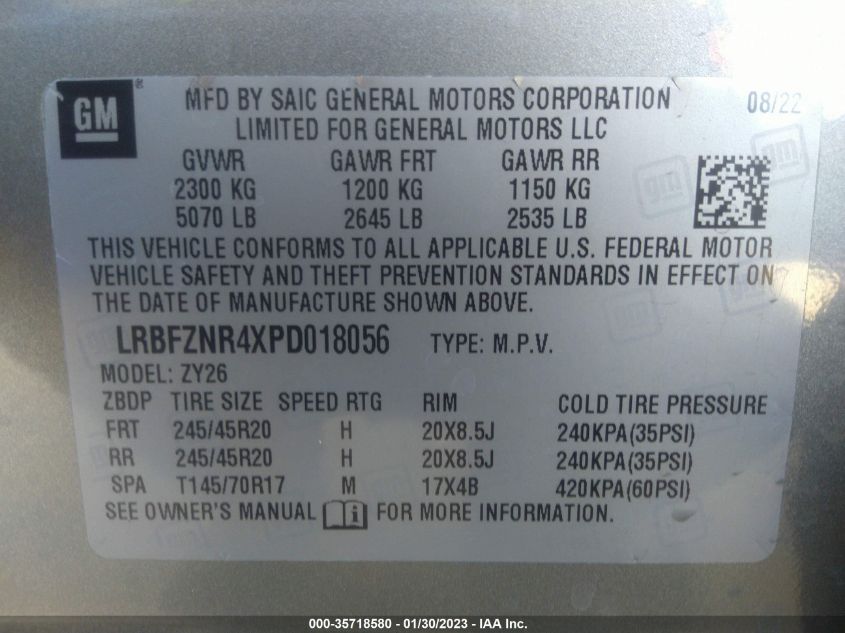 GM ®
MFD BY SAIC GENERAL MOTORS CORPORATION 08/22
LIMITED FOR GENERAL MOTORS LLC
GVWR GAWR FRT GAWR RR
2300 KG 1200 KG 1150 KG
5070 LB 2645 LB 2535 LB
THIS VEHICLE CONFORMS TO ALL APPLICABLE U.S. FEDERAL MOTOR
VEHICLE SAFETY AND THEFT PREVENTION STANDARDS IN EFFECT ON
THE DATE OF MANUFACTURE SHOWN ABOVE.
LRBFZNR4XPD018056 TYPE: M.P.V.
MODEL: ZY26
ZBDP TIRE SIZE SPEED RTG RIM COLD TIRE PRESSURE
FRT 245/45R20 H 20X8.5J 240KPA(35PSI)
RR 245/45R20 H 20X8.5J 240KPA(35PSI)
SPA T145/70R17 M 17X4B 420KPA(60PSI)
SEE OWNER'S MANUAL i FOR MORE INFORMATION.
000-35718580 - 01/30/2023 - IAA Inc.